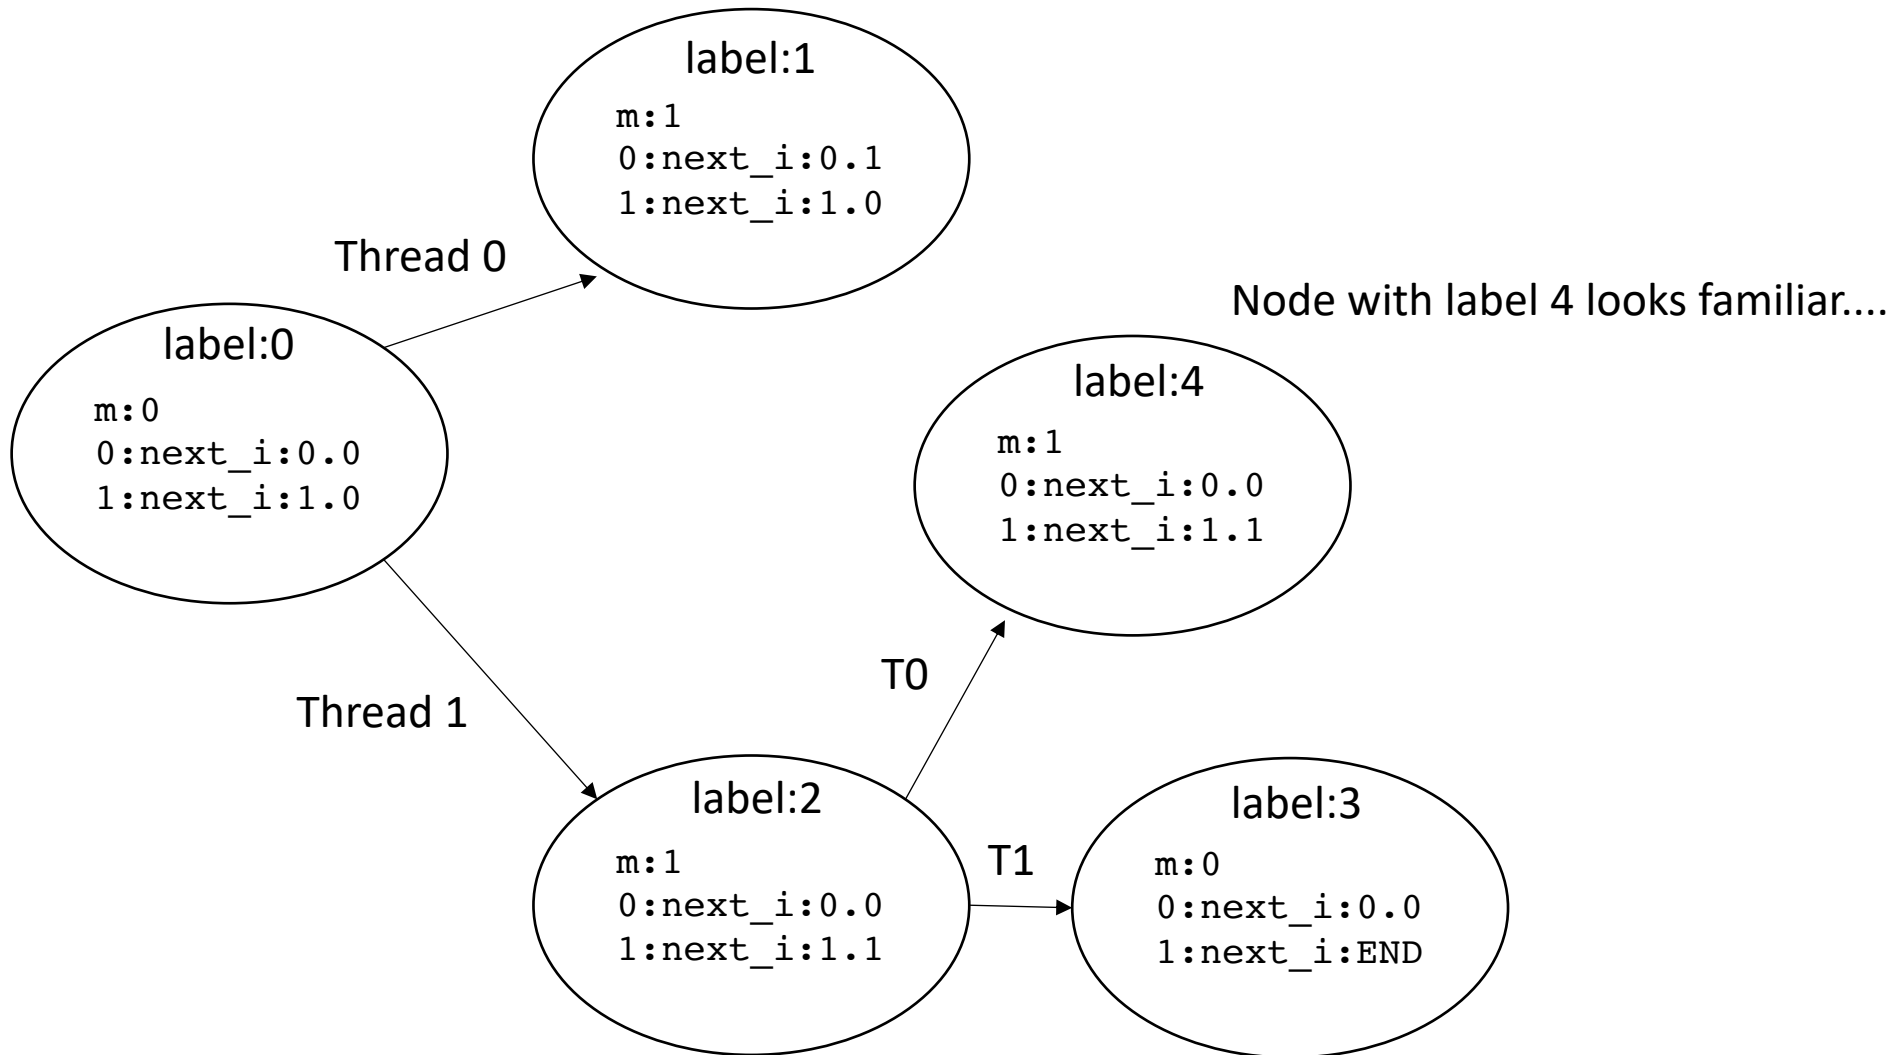 label:1
m:1
0:next_i:0.1
1:next_i:1.0
Thread 0
Node with label 4 looks familiar....
label:0
m:0
0:next_i:0.0
1:next_i:1.0
label:4
m:1
0:next_i:0.0
1:next_i:1.1
T0
Thread 1
label:2
m:1
0:next_i:0.0
1:next_i:1.1
T1
label:3
m:0
0:next_i:0.0
1:next_i:END